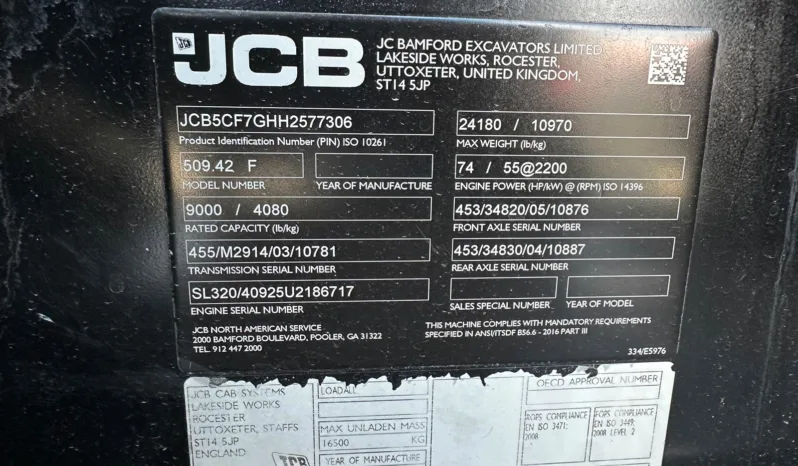 JCB
JC BAMFORD EXCAVATORS LIMITED
LAKESIDE WORKS, ROCESTER,
UTTOXETER, UNITED KINGDOM,
ST14 5JP
JCB5CF7GHH2577306
Product Identification Number (PIN) ISO 10261
24180 / 10970
MAX WEIGHT (lb/kg)
509.42 F
MODEL NUMBER
YEAR OF MANUFACTURE
74 / 55@2200
ENGINE POWER (HP/kW) @ (RPM) ISO 14396
9000 / 4080
RATED CAPACITY (lb/kg)
453/34820/05/10876
FRONT AXLE SERIAL NUMBER
455/M2914/03/10781
TRANSMISSION SERIAL NUMBER
453/34830/04/10887
REAR AXLE SERIAL NUMBER
SL320/40925U2186717
ENGINE SERIAL NUMBER
SALES SPECIAL NUMBER
YEAR OF MODEL
JCB NORTH AMERICAN SERVICE
2000 BAMFORD BOULEVARD, POOLER, GA 31322
TEL. 912 447 2000
THIS MACHINE COMPLIES WITH MANDATORY REQUIREMENTS
SPECIFIED IN ANSI/ITSDF B56.6 - 2016 PART III
334/E5976
JCB CAB SYSTEMS
LAKESIDE WORKS
ROCESTER
UTTOXETER, STAFFS
ST14 5JP
ENGLAND
JCB
LOADALL
MAX UNLADEN MASS
16500 KG
YEAR OF MANUFACTURE
OECD APPROVAL NUMBER
ROPS COMPLIANCE
EN ISO 3471:
2008
FOPS COMPLIANCE
EN ISO 3449:
2008 LEVEL 2